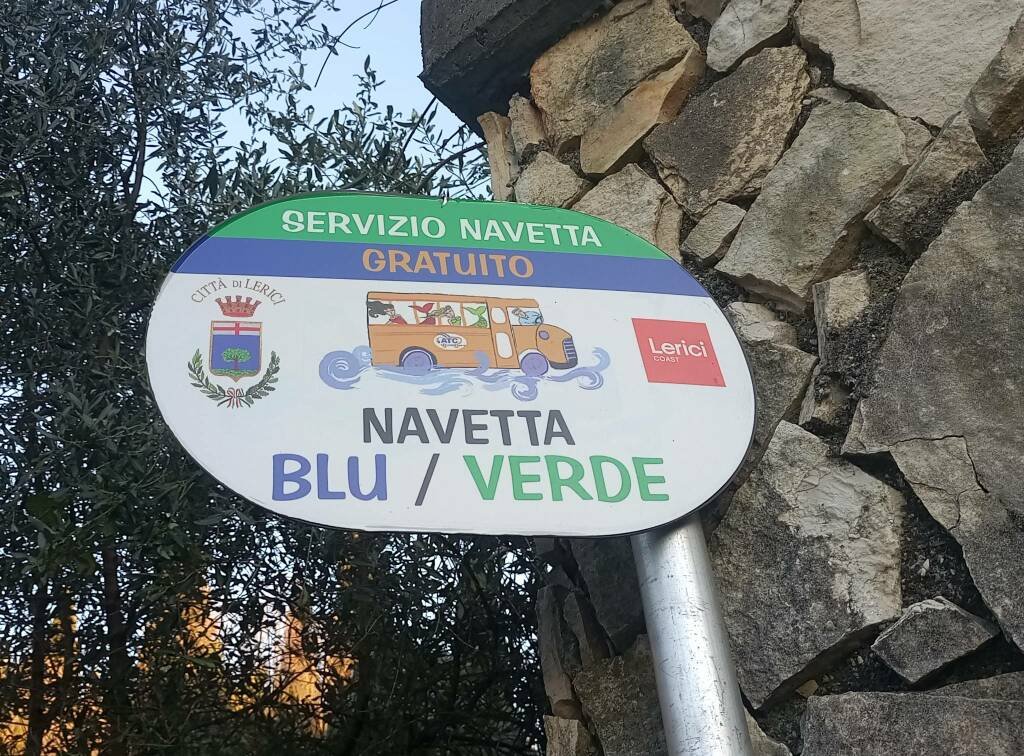 SERVIZIO NAVETTA
GRATUITO
CITTÀ DI LERICI
ATC
Lerici
COAST
NAVETTA
BLU / VERDE